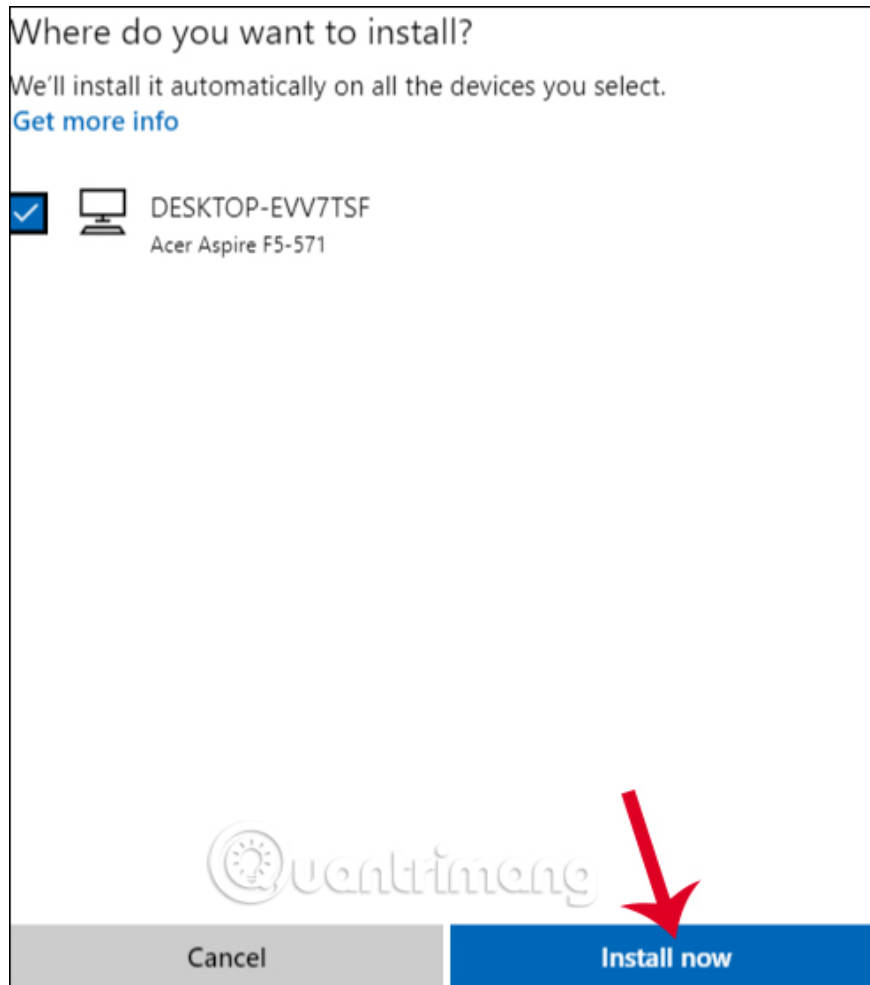 Where do you want to install?
We'll install it automatically on all the devices you select.
Get more info
DESKTOP-EVV7TSF
Acer Aspire F5-571
Quantrimang
Cancel
Install now